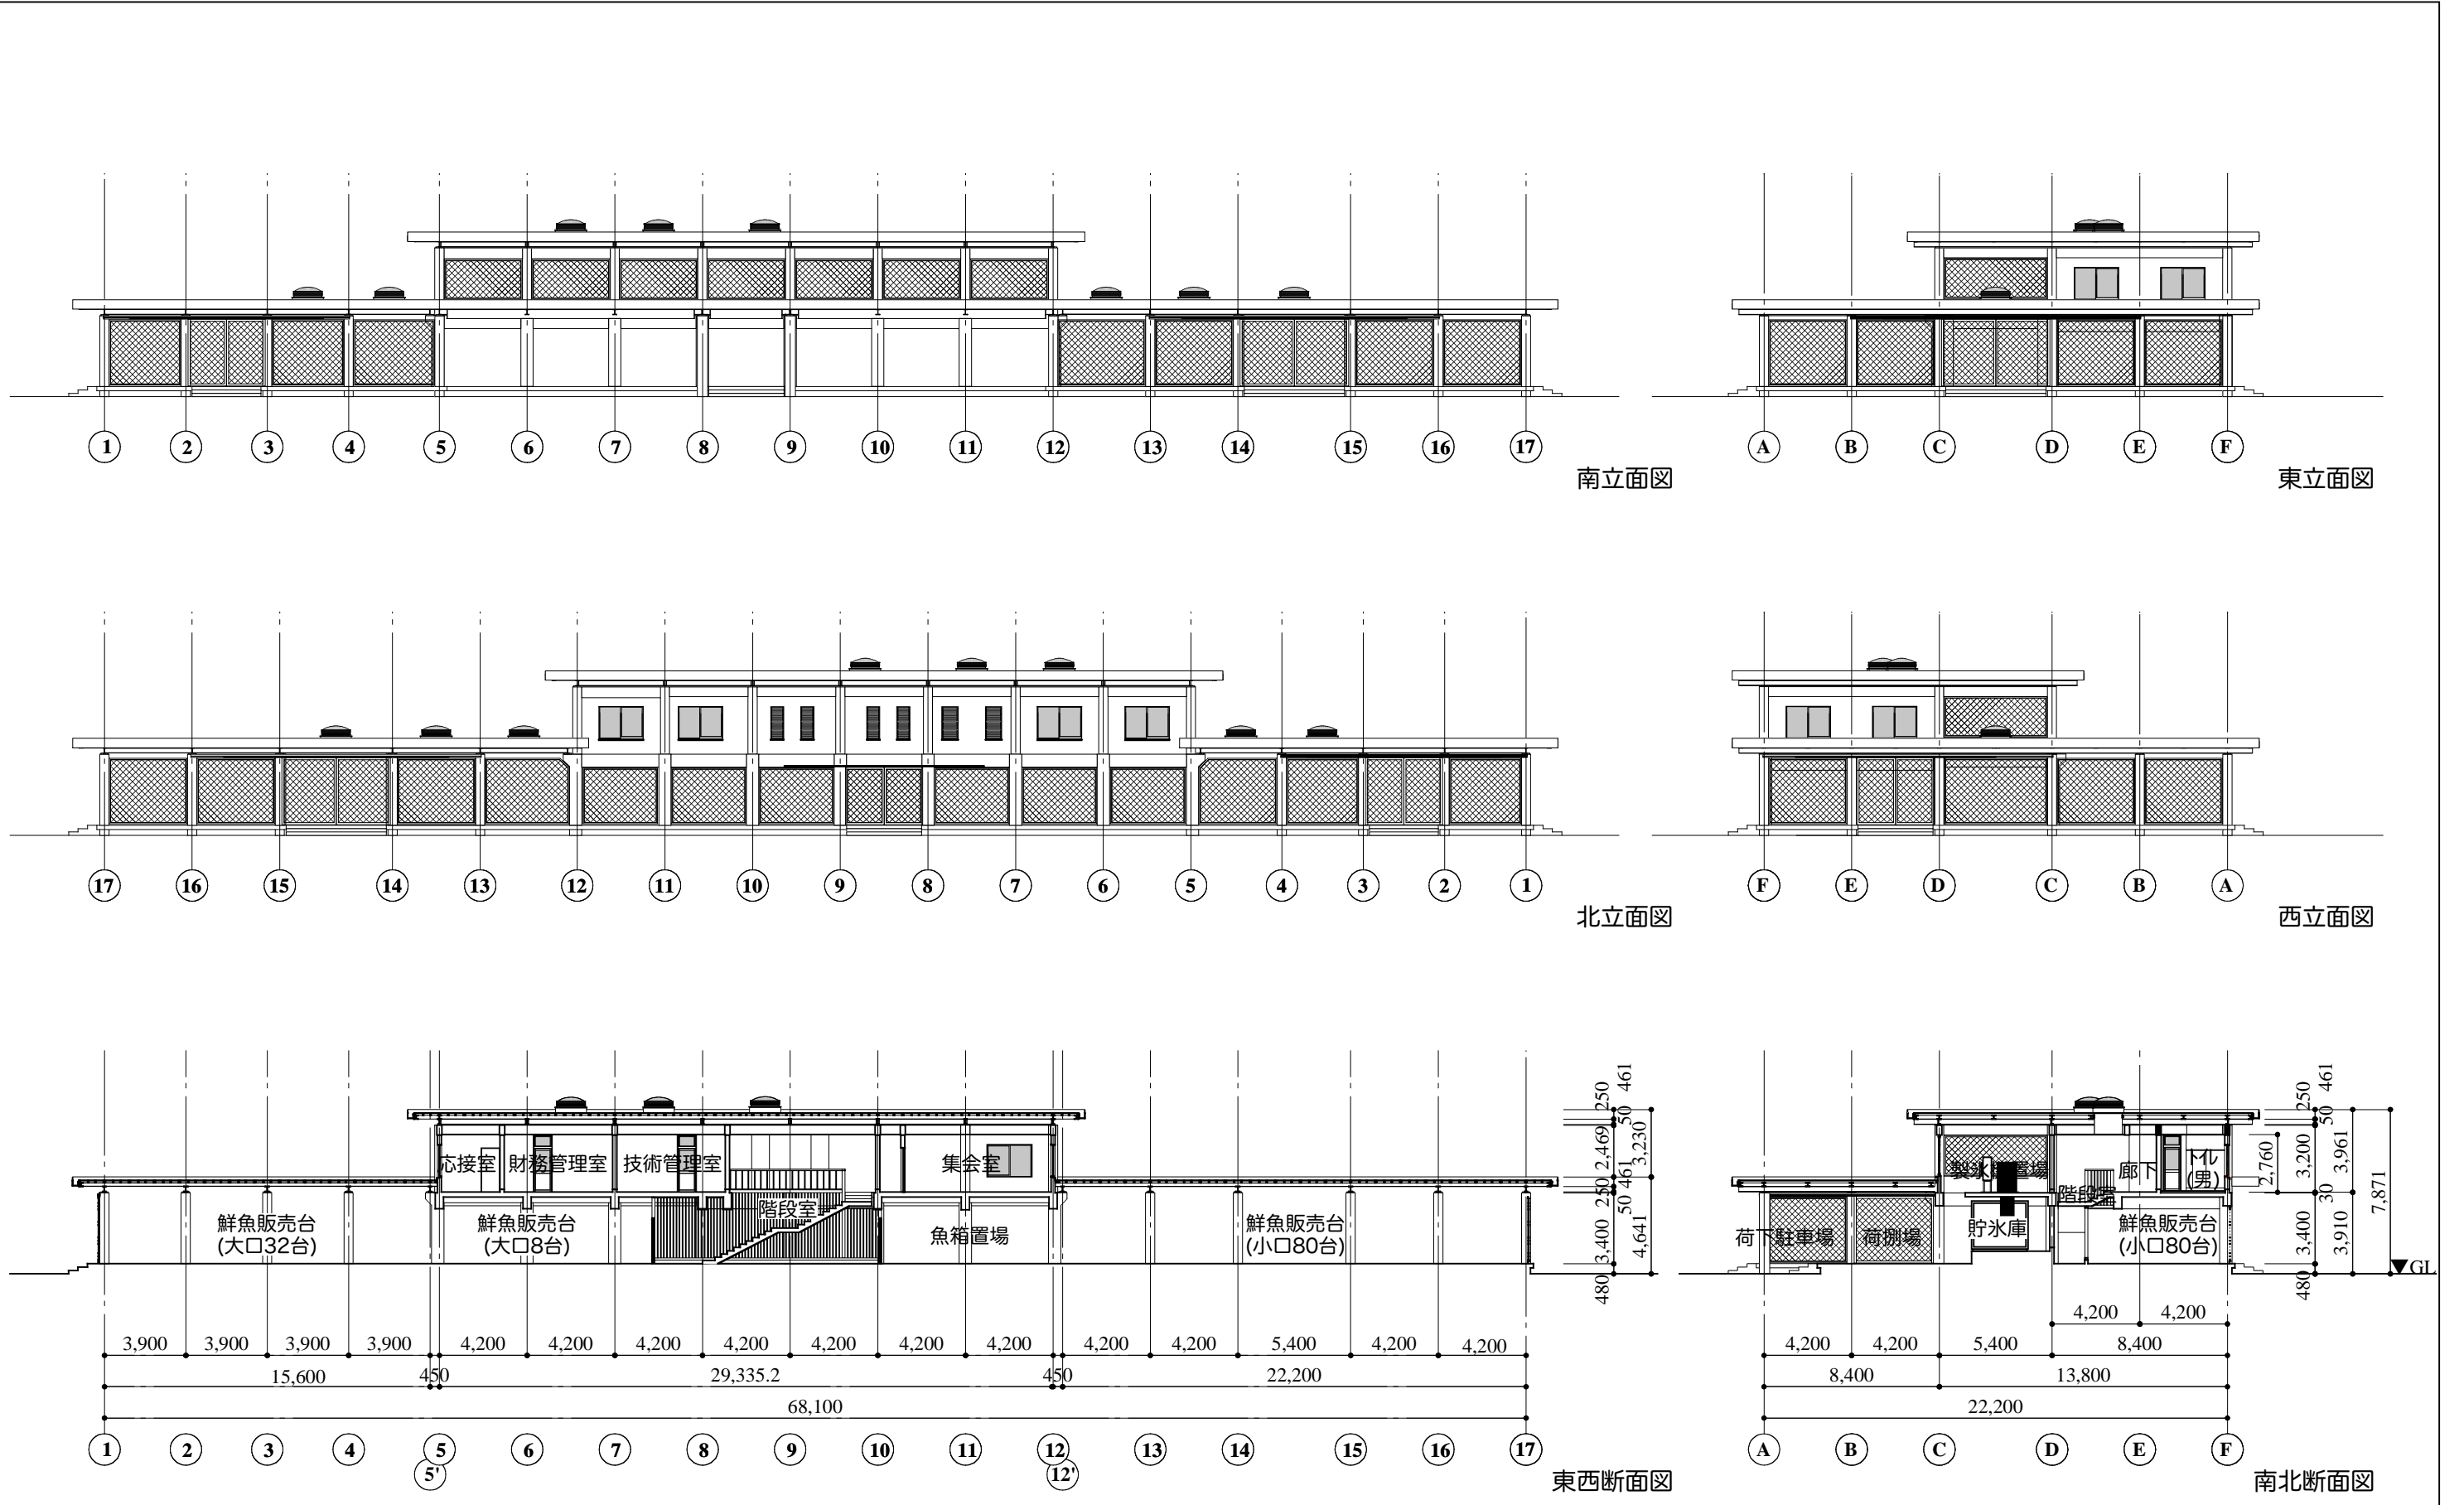 1 2 3 4 5 6 7 8 9 10 11 12 13 14 15 16 17
南立面図
A B C D E F
東立面図
17 16 15 14 13 12 11 10 9 8 7 6 5 4 3 2 1
北立面図
F E D C B A
西立面図
応接室 財務管理室 技術管理室 集会室
階段室
鮮魚販売台
(大口32台)
鮮魚販売台
(大口8台)
魚箱置場
鮮魚販売台
(小口80台)
250 461
50
2,469 3,230
461
250
50
3,400 4,641
480
3,900 3,900 3,900 3,900 4,200 4,200 4,200 4,200 4,200 4,200 4,200 4,200 4,200 5,400 4,200 4,200
15,600 450 29,335.2 450 22,200
68,100
1 2 3 4 5 6 7 8 9 10 11 12 13 14 15 16 17
5' 12'
東西断面図
廊下 トイレ
(男)
階段室
荷下駐車場 荷捌場 貯氷庫
鮮魚販売台
(小口80台)
250 461
50
2,760 3,200 3,961
7,871
30
3,400 3,910
480
GL
4,200 4,200
4,200 4,200 5,400 8,400
8,400 13,800
22,200
A B C D E F
南北断面図